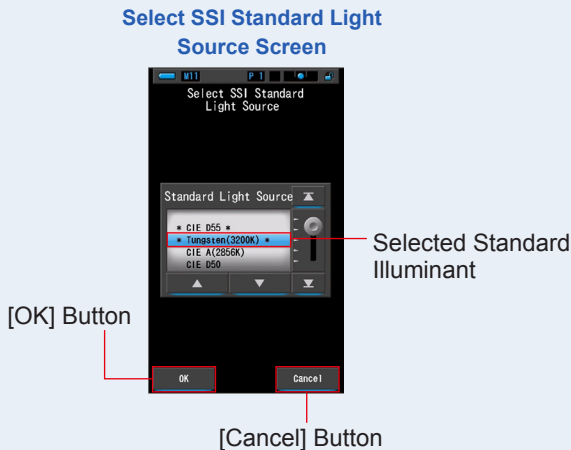 Select SSI Standard Light
Source Screen
M11 P 1
Select SSI Standard
Light Source
Standard Light Source
* CIE D55 *
* Tungsten(3200K) *
CIE A(2856K)
CIE D50
Selected Standard
Illuminant
[OK] Button
OK Cancel
[Cancel] Button